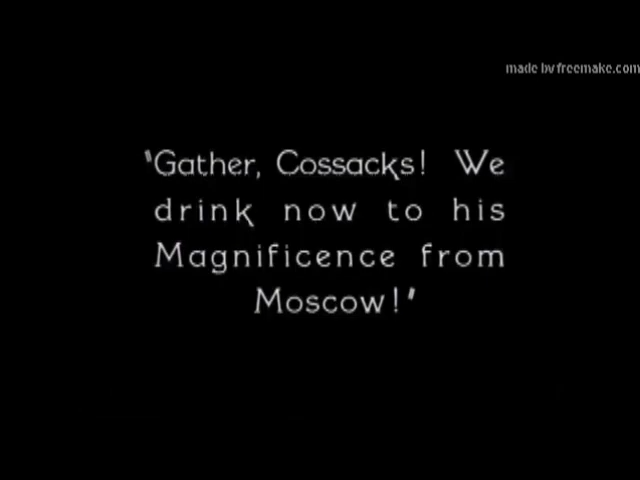 made by freemake.com
'Gather, Cossacks! We
drink now to his
Magnificence from
Moscow!'